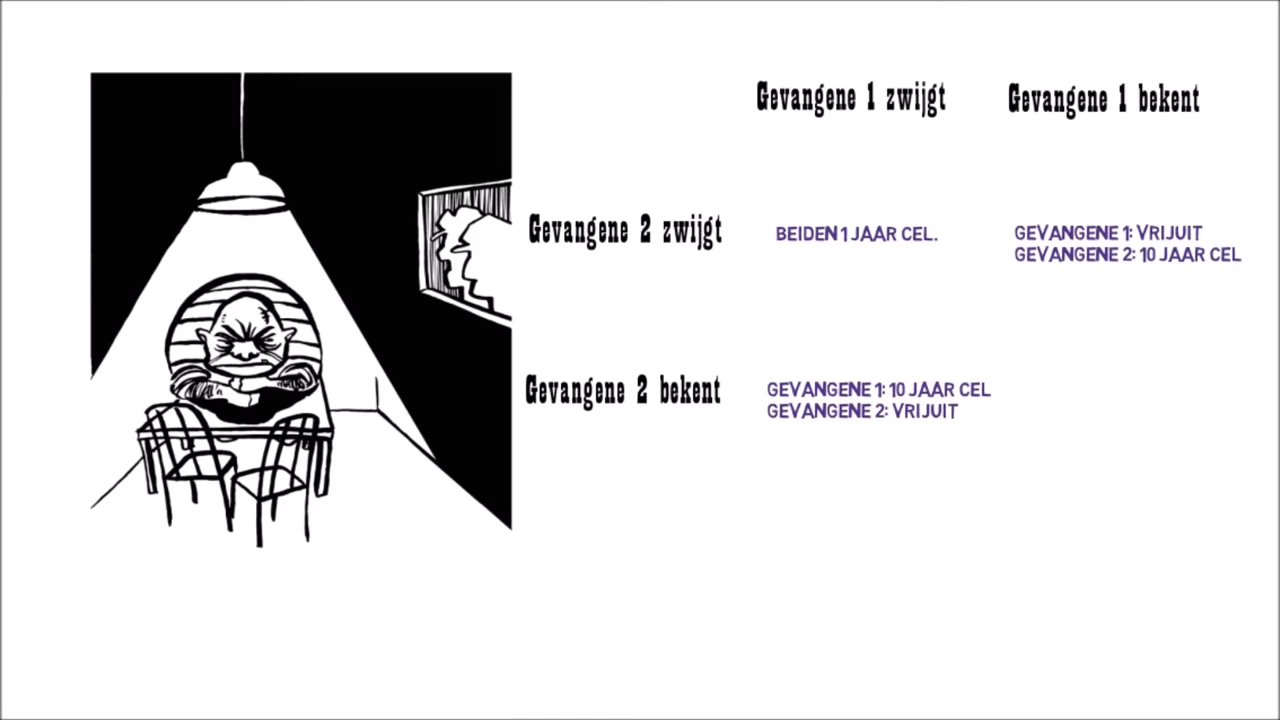 Gevangene 1 zwijgt
Gevangene 1 bekent
Gevangene 2 zwijgt
BEIDEN 1 JAAR CEL.
GEVANGENE 1: VRIJUIT
GEVANGENE 2: 10 JAAR CEL
Gevangene 2 bekent
GEVANGENE 1: 10 JAAR CEL
GEVANGENE 2: VRIJUIT